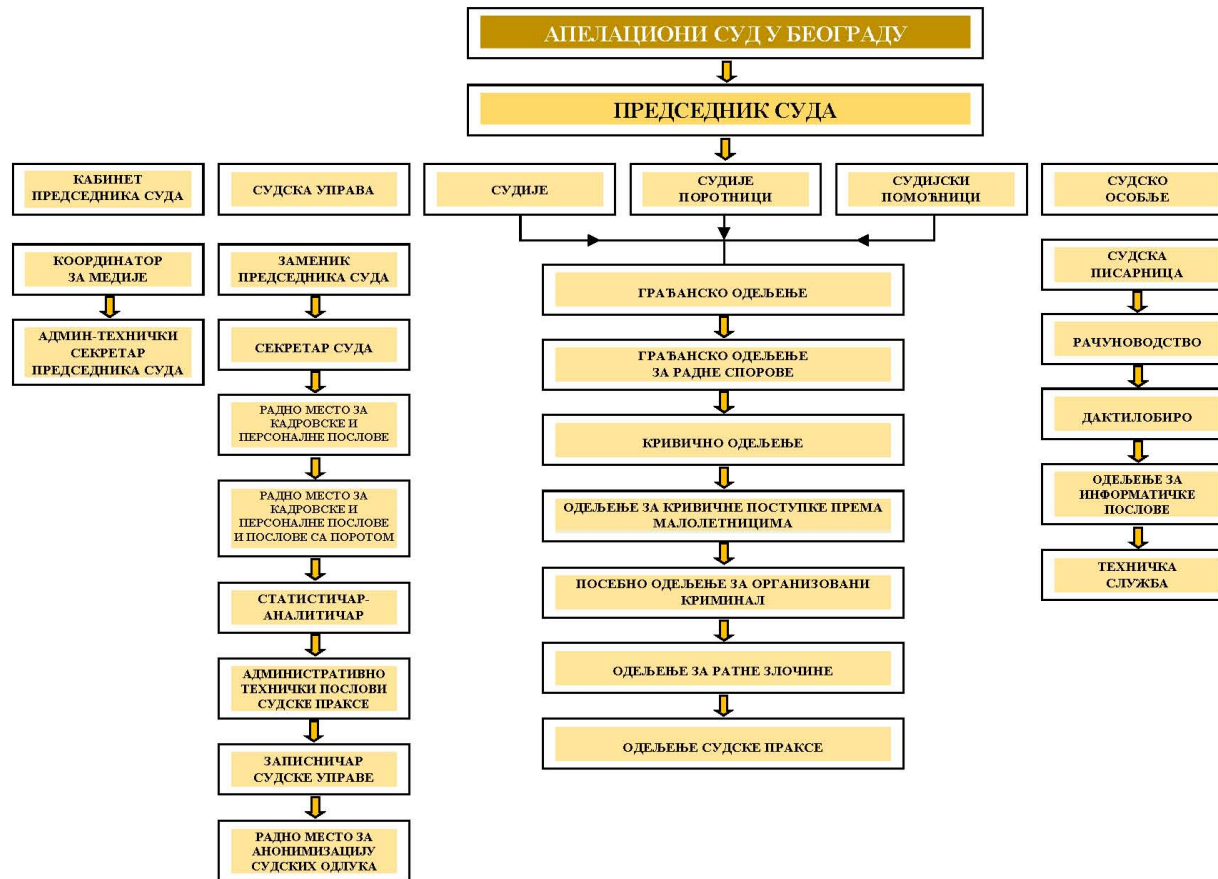 АПЕЛАЦИОНИ СУД У БЕОГРАДУ
ПРЕДСЕДНИК СУДА
КАБИНЕТ
ПРЕДСЕДНИКА СУДА
СУДСКА УПРАВА
СУДИЈЕ
СУДИЈЕ
ПОРОТНИЦИ
СУДИЈСКИ
ПОМОЋНИЦИ
СУДСКО
ОСОБЉЕ
КООРДИНАТОР
ЗА МЕДИЈЕ
АДМИН-ТЕХНИЧКИ
СЕКРЕТАР
ПРЕДСЕДНИКА СУДА
ЗАМЕНИК
ПРЕДСЕДНИКА СУДА
СЕКРЕТАР СУДА
РАДНО МЕСТО ЗА
КАДРОВСКЕ И
ПЕРСОНАЛНЕ ПОСЛОВЕ
РАДНО МЕСТО ЗА
КАДРОВСКЕ И
ПЕРСОНАЛНЕ ПОСЛОВЕ
И ПОСЛОВЕ СА ПОРОТОМ
СТАТИСТИЧАР-
АНАЛИТИЧАР
АДМИНИСТРАТИВНО
ТЕХНИЧКИ ПОСЛОВИ
СУДСКЕ ПРАКСЕ
ЗАПИСНИЧАР
СУДСКЕ УПРАВЕ
РАДНО МЕСТО ЗА
АНОНИМИЗАЦИЈУ
СУДСКИХ ОДЛУКА
ГРАЂАНСКО ОДЕЉЕЊЕ
ГРАЂАНСКО ОДЕЉЕЊЕ
ЗА РАДНЕ СПОРОВЕ
КРИВИЧНО ОДЕЉЕЊЕ
ОДЕЉЕЊЕ ЗА КРИВИЧНЕ ПОСТУПКЕ ПРЕМА
МАЛОЛЕТНИЦИМА
ПОСЕБНО ОДЕЉЕЊЕ ЗА ОРГАНИЗОВАНИ
КРИМИНАЛ
ОДЕЉЕЊЕ ЗА РАТНЕ ЗЛОЧИНЕ
ОДЕЉЕЊЕ СУДСКЕ ПРАКСЕ
СУДСКА
ПИСАРНИЦА
РАЧУНОВОДСТВО
ДАКТИЛОБИРО
ОДЕЉЕЊЕ ЗА
ИНФОРМАТИЧКЕ
ПОСЛОВЕ
ТЕХНИЧКА
СЛУЖБА